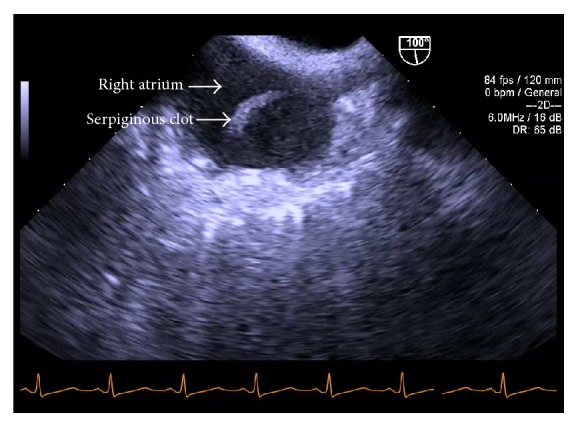 100°
84 fps / 120 mm
0 bpm / General
---2D---
6.0MHz / 16 dB
DR: 65 dB
Right atrium
Serpiginous clot